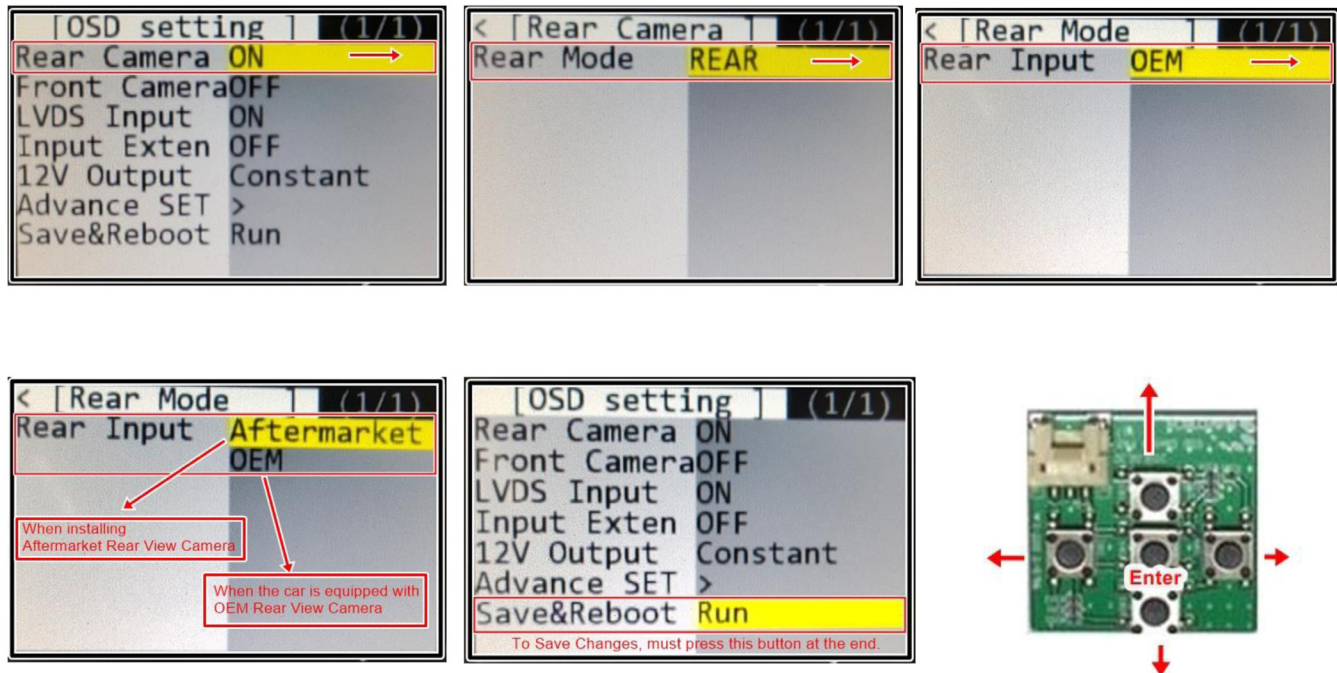 [OSD setting ] (1/1)
Rear Camera ON
Front CameraOFF
LVDS Input ON
Input Exten OFF
12V Output Constant
Advance SET >
Save&Reboot Run
< [Rear Camera ] (1/1)
Rear Mode REAR
< [Rear Mode ] (1/1)
Rear Input OEM
< [Rear Mode ] (1/1)
Rear Input Aftermarket
OEM
When installing
Aftermarket Rear View Camera
When the car is equipped with
OEM Rear View Camera
[OSD setting ] (1/1)
Rear Camera ON
Front CameraOFF
LVDS Input ON
Input Exten OFF
12V Output Constant
Advance SET >
Save&Reboot Run
To Save Changes, must press this button at the end.
Enter